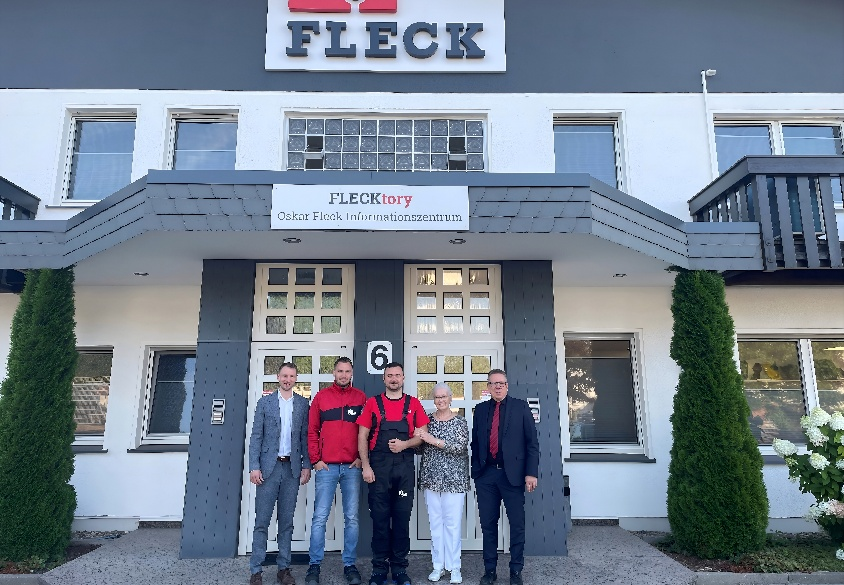 FLECK
FLECKtory
Oskar Fleck Informationszentrum
6